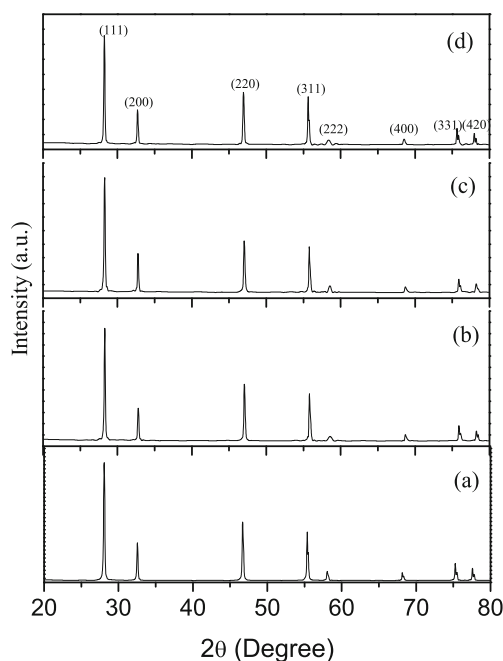 (d)
(111)
(200)
(220)
(311)
(222)
(400)
(331)
(420)
(c)
(b)
(a)
Intensity (a.u.)
20 30 40 50 60 70 80
2θ (Degree)